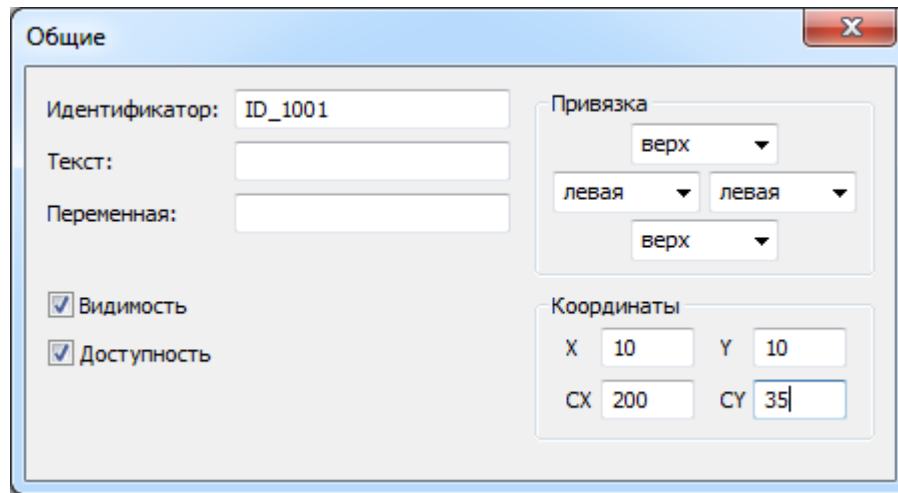 Общие
Идентификатор: ID_1001
Текст:
Переменная:
Видимость
Доступность
Привязка
верх
левая левая
верх
Координаты
X 10 Y 10
CX 200 CY 35